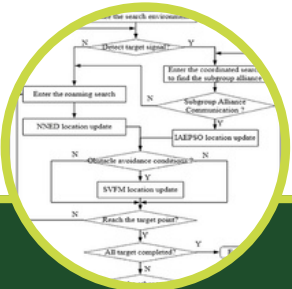 the search environment
N
Detect target signal?
Y
Enter the coordinated search
to find the subgroup alliance
Enter the roaming search
N
Subgroup Alliance
Communication ?
Y
NNED location update
IAEPSO location update
N
Obstacle avoidance conditions?
N
Y
SVFM location update
N
Reach the target point?
Y
All target completed?
Y
N